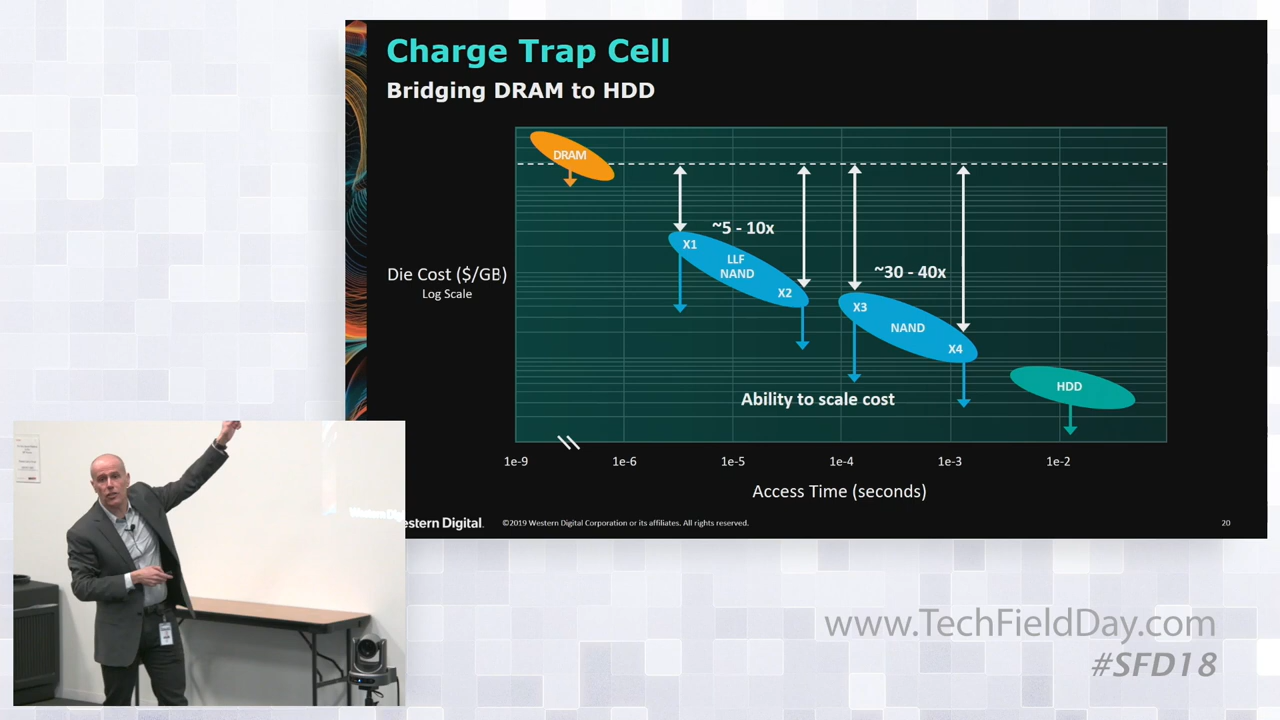 Charge Trap Cell
Bridging DRAM to HDD
DRAM
X1
~5 - 10x
LLF
NAND
X2
~30 - 40x
X3
NAND
X4
HDD
Die Cost ($/GB)
Log Scale
Ability to scale cost
1e-9
1e-6
1e-5
1e-4
1e-3
1e-2
Access Time (seconds)
estern Digital.
©2019 Western Digital Corporation or its affiliates. All rights reserved.
20
Western Digi
www.TechFieldDay.com
#SFD18